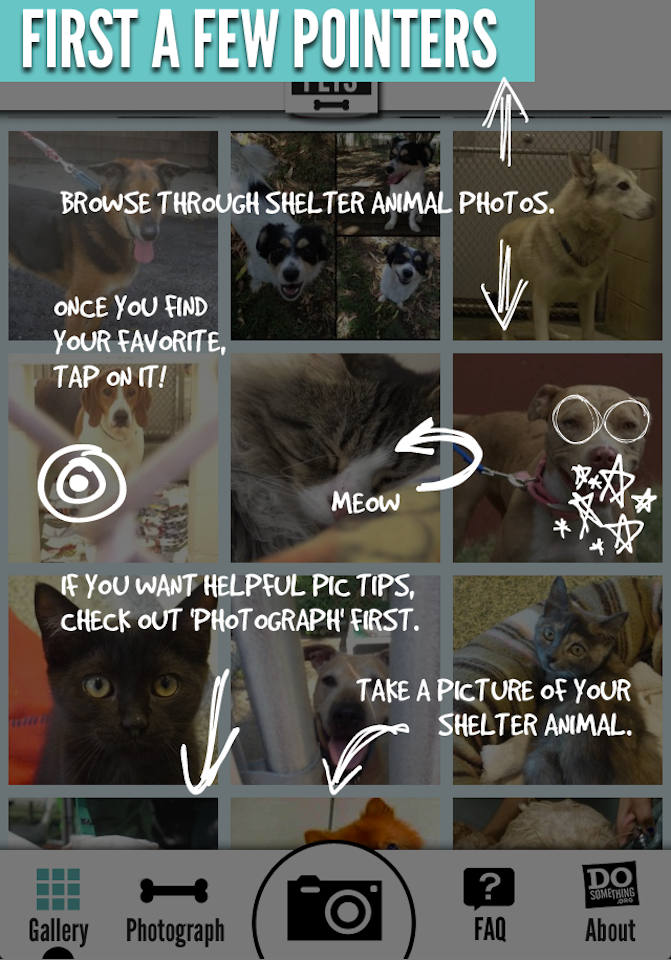 FIRST A FEW POINTERS
PETS
BROWSE THROUGH SHELTER ANIMAL PHOTOS.
ONCE YOU FIND
YOUR FAVORITE,
TAP ON IT!
MEOW
IF YOU WANT HELPFUL PIC TIPS,
CHECK OUT 'PHOTOGRAPH' FIRST.
TAKE A PICTURE OF YOUR
SHELTER ANIMAL.
Gallery
Photograph
?
FAQ
DO
SOMETHING
.ORG
About